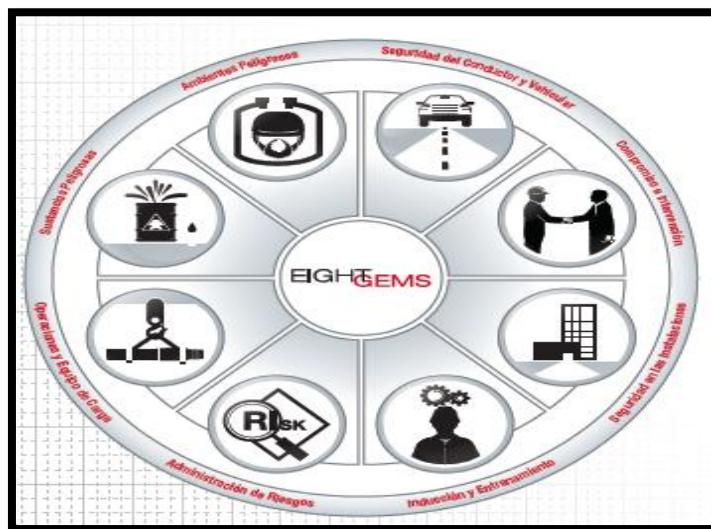 Ambientes Peligrosos
Seguridad del Conductor y Vehicular
Compromiso e Intervención
Seguridad en las Instalaciones
Inducción y Entrenamiento
Administración de Riesgos
Operaciones y Equipo de Carga
Sustancias Peligrosas
EIGHT
GEMS
RISK